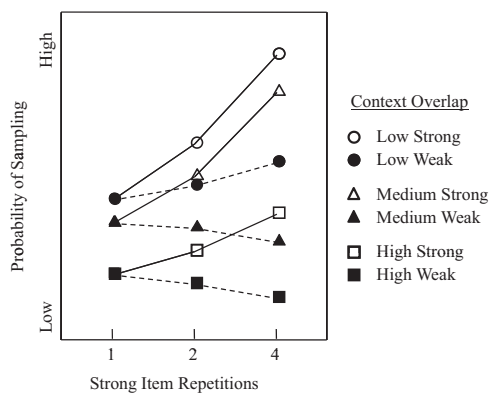 High
Probability of Sampling
Low
1 2 4
Strong Item Repetitions
Context Overlap
Low Strong
Low Weak
Medium Strong
Medium Weak
High Strong
High Weak